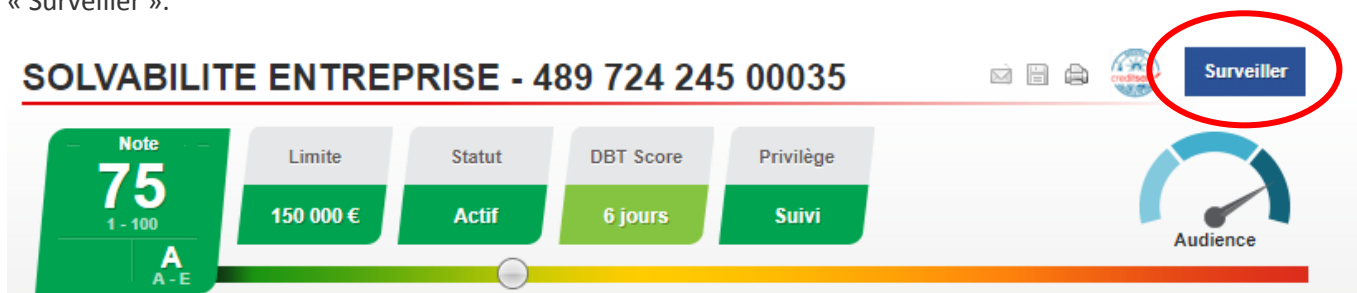 « Surveiller ».
SOLVABILITE ENTREPRISE - 489 724 245 00035
creditsafe
Surveiller
Note
75
1 - 100
A
A - E
Limite
150 000 €
Statut
Actif
DBT Score
6 jours
Privilège
Suivi
Audience